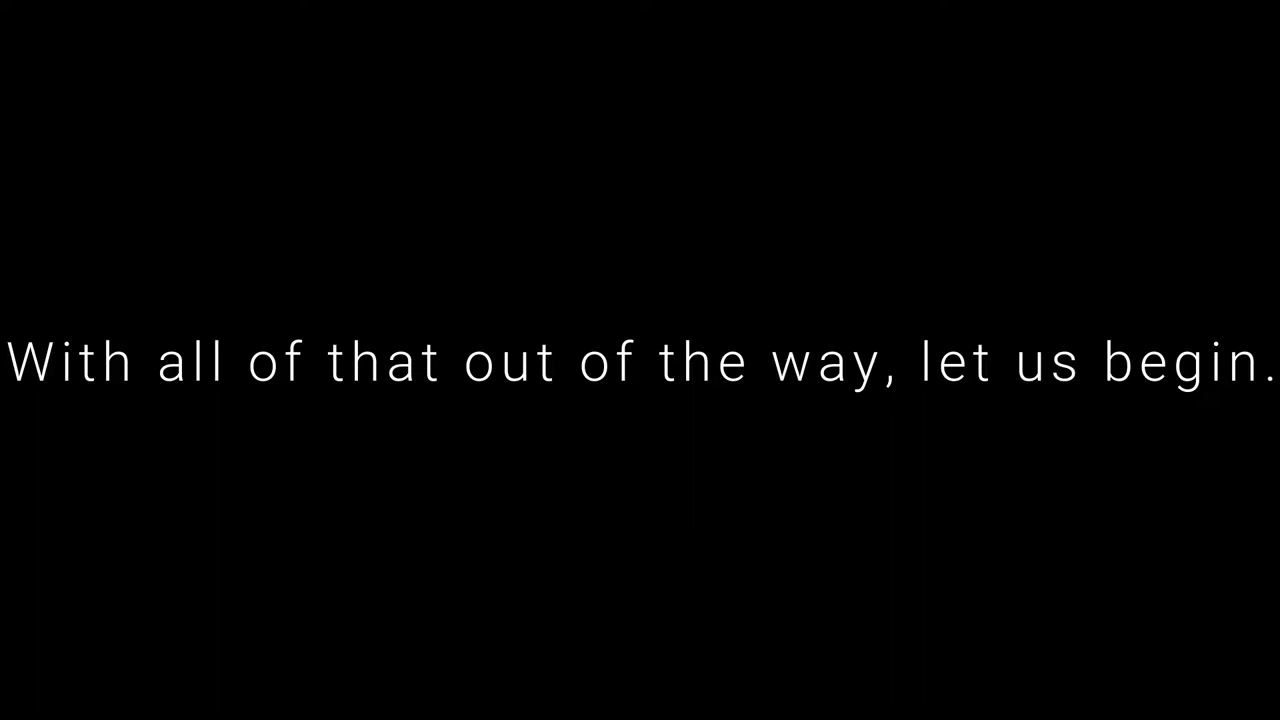 With all of that out of the way, let us begin.